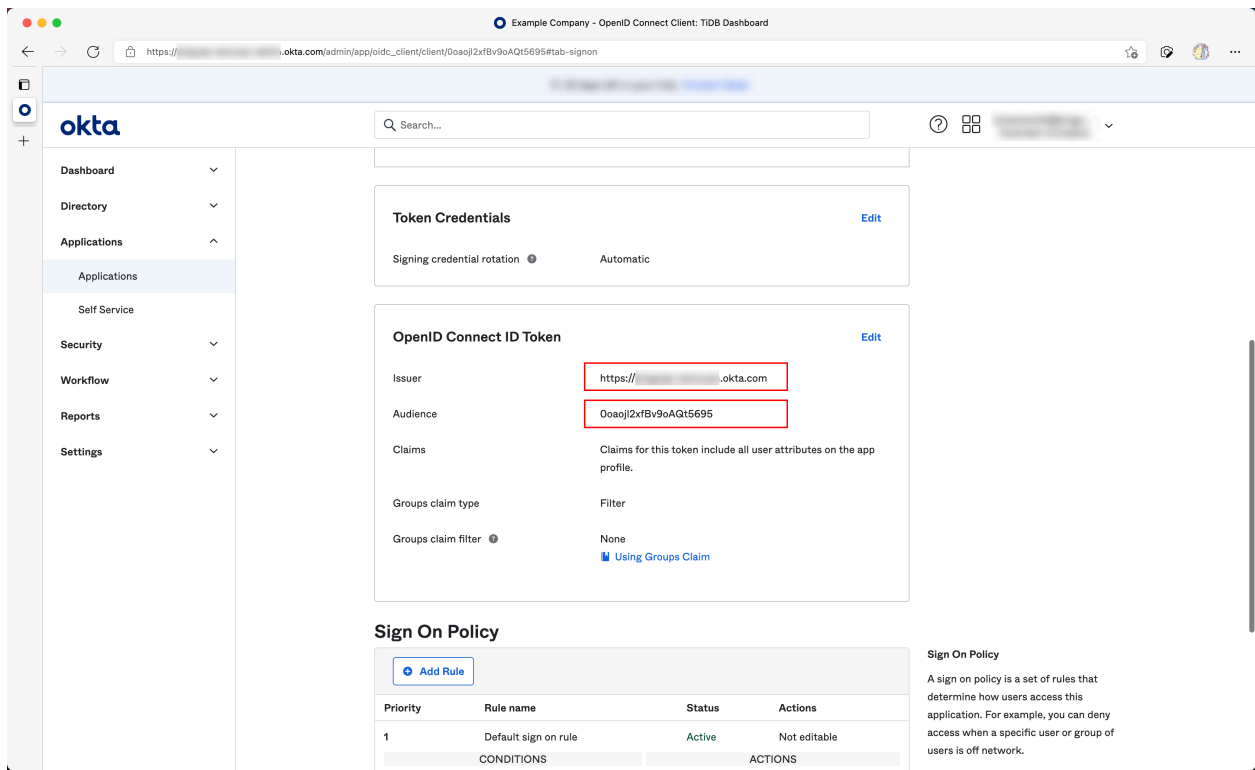 Example Company - OpenID Connect Client: TiDB Dashboard
https:// .okta.com/admin/app/oidc_client/client/0oaojl2xfBv9oAQt5695#tab-signon
okta
Search...
Dashboard
Directory
Applications
Applications
Self Service
Security
Workflow
Reports
Settings
Token Credentials
Edit
Signing credential rotation
Automatic
OpenID Connect ID Token
Edit
Issuer
https:// .okta.com
Audience
0oaojl2xfBv9oAQt5695
Claims
Claims for this token include all user attributes on the app
profile.
Groups claim type
Filter
Groups claim filter
None
Using Groups Claim
Sign On Policy
Add Rule
Priority Rule name Status Actions
1 Default sign on rule Active Not editable
CONDITIONS ACTIONS
Sign On Policy
A sign on policy is a set of rules that
determine how users access this
application. For example, you can deny
access when a specific user or group of
users is off network.